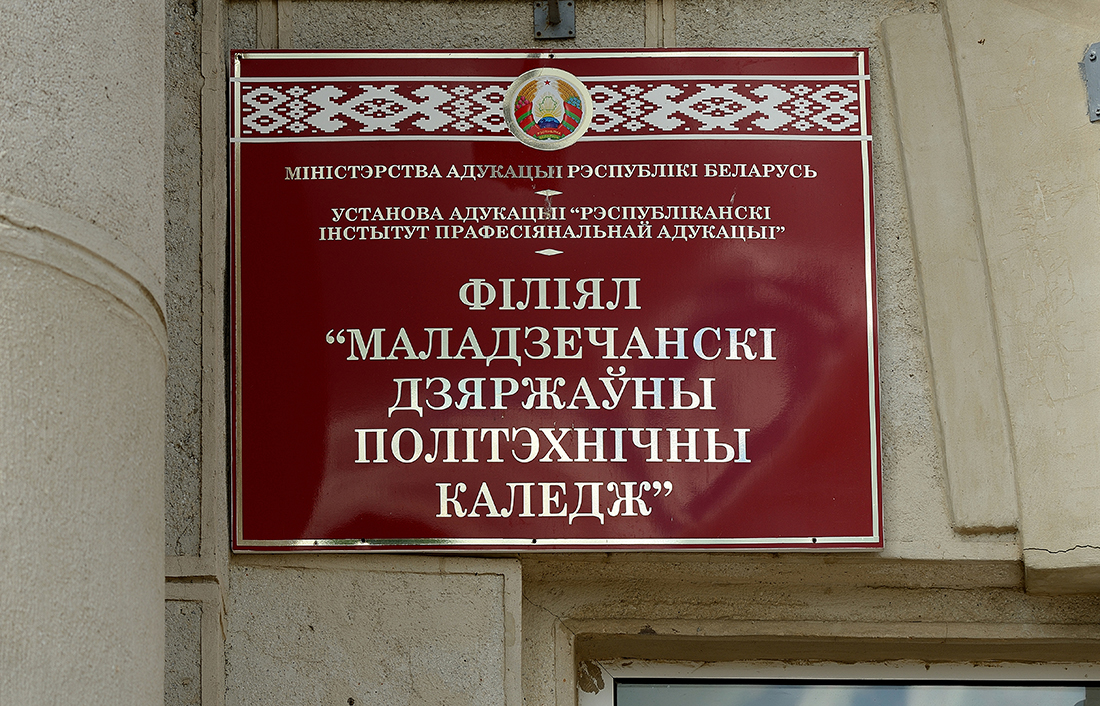 МІНІСТЭРСТВА АДУКАЦЫІ РЭСПУБЛІКІ БЕЛАРУСЬ
УСТАНОВА АДУКАЦЫІ “РЭСПУБЛІКАНСКІ
ІНСТЫТУТ ПРАФЕСІЯНАЛЬНАЙ АДУКАЦЫІ”
ФІЛІЯЛ
“МАЛАДЗЕЧАНСКІ
ДЗЯРЖАЎНЫ
ПОЛІТЭХНІЧНЫ
КАЛЕДЖ”